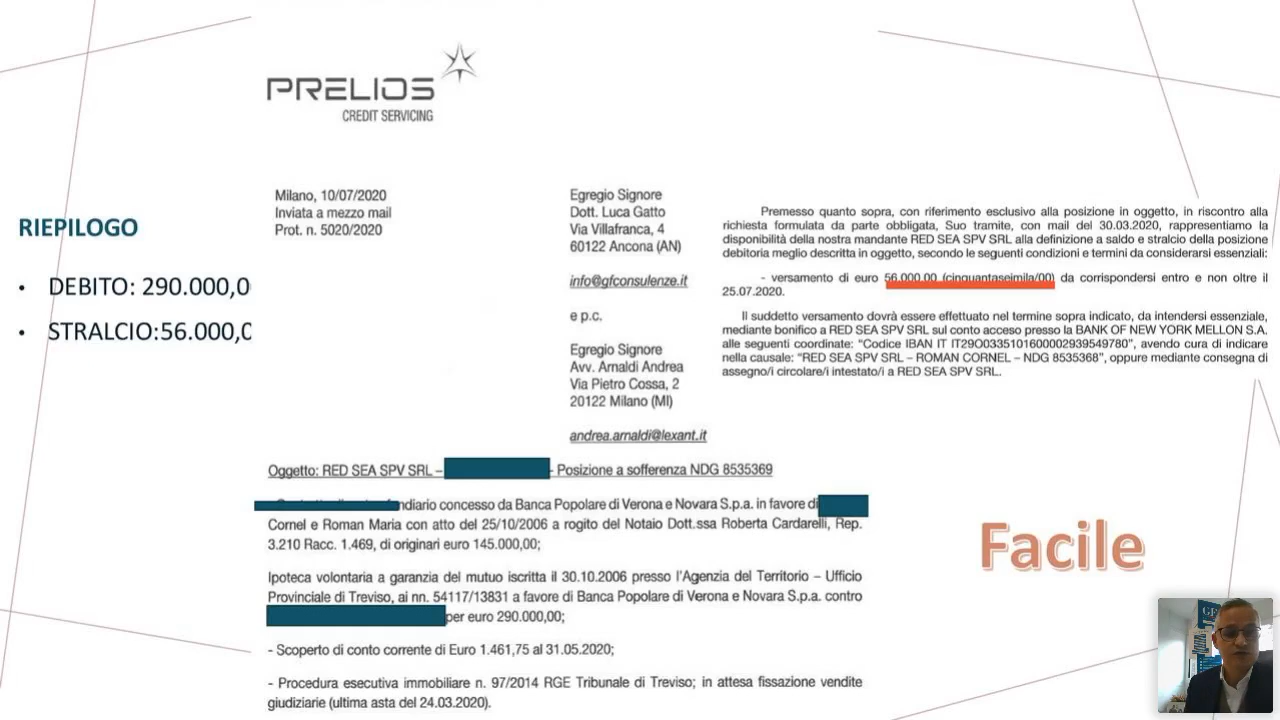 PRELIOS
CREDIT SERVICING
RIEPILOGO
• DEBITO: 290.000,0
• STRALCIO:56.000,0
Milano, 10/07/2020
Inviata a mezzo mail
Prot. n. 5020/2020
Egregio Signore
Dott. Luca Gatto
Via Villafranca, 4
60122 Ancona (AN)
info@gfconsulenze.it
e p.c.
Egregio Signore
Avv. Arnaldi Andrea
Via Pietro Cossa, 2
20122 Milano (MI)
andrea.arnaldi@lexant.it
Oggetto: RED SEA SPV SRL – - Posizione a sofferenza NDG 8535369
ndiario concesso da Banca Popolare di Verona e Novara S.p.a. in favore di
Cornel e Roman Maria con atto del 25/10/2006 a rogito del Notaio Dott.ssa Roberta Cardarelli, Rep.
3.210 Racc. 1.469, di originari euro 145.000,00;
Ipoteca volontaria a garanzia del mutuo iscritta il 30.10.2006 presso l'Agenzia del Territorio – Ufficio
Provinciale di Treviso, ai nn. 54117/13831 a favore di Banca Popolare di Verona e Novara S.p.a. contro
per euro 290.000,00;
- Scoperto di conto corrente di Euro 1.461,75 al 31.05.2020;
- Procedura esecutiva immobiliare n. 97/2014 RGE Tribunale di Treviso; in attesa fissazione vendite
giudiziarie (ultima asta del 24.03.2020).
Premesso quanto sopra, con riferimento esclusivo alla posizione in oggetto, in riscontro alla
richiesta formulata da parte obbligata, Suo tramite, con mail del 30.03.2020, rappresentiamo la
disponibilità della nostra mandante RED SEA SPV SRL alla definizione a saldo e stralcio della posizione
debitoria meglio descritta in oggetto, secondo le seguenti condizioni e termini da considerarsi essenziali:
- versamento di euro 56.000,00 (cinquantaseimila/00) da corrispondersi entro e non oltre il
25.07.2020.
Il suddetto versamento dovrà essere effettuato nel termine sopra indicato, da intendersi essenziale,
mediante bonifico a RED SEA SPV SRL sul conto acceso presso la BANK OF NEW YORK MELLON S.A.
alle seguenti coordinate: "Codice IBAN IT IT29O0335101600002939549780", avendo cura di indicare
nella causale: "RED SEA SPV SRL – ROMAN CORNEL – NDG 8535368", oppure mediante consegna di
assegno/i circolare/i intestato/i a RED SEA SPV SRL.
Facile
GF